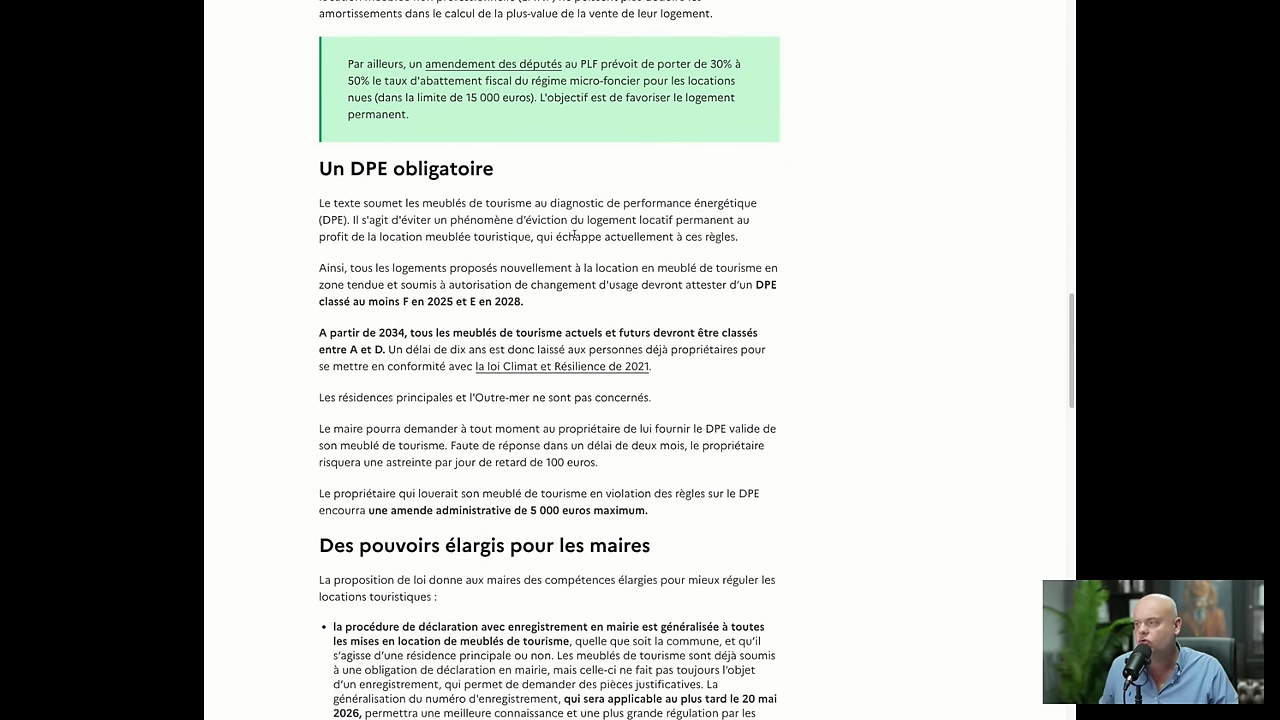 amortissements dans le calcul de la plus-value de la vente de leur logement.
Par ailleurs, un amendement des députés au PLF prévoit de porter de 30% à
50% le taux d'abattement fiscal du régime micro-foncier pour les locations
nues (dans la limite de 15 000 euros). L'objectif est de favoriser le logement
permanent.
Un DPE obligatoire
Le texte soumet les meublés de tourisme au diagnostic de performance énergétique
(DPE). Il s'agit d'éviter un phénomène d’éviction du logement locatif permanent au
profit de la location meublée touristique, qui échappe actuellement à ces règles.
Ainsi, tous les logements proposés nouvellement à la location en meublé de tourisme en
zone tendue et soumis à autorisation de changement d'usage devront attester d’un DPE
classé au moins F en 2025 et E en 2028.
A partir de 2034, tous les meublés de tourisme actuels et futurs devront être classés
entre A et D. Un délai de dix ans est donc laissé aux personnes déjà propriétaires pour
se mettre en conformité avec la loi Climat et Résilience de 2021.
Les résidences principales et l'Outre-mer ne sont pas concernés.
Le maire pourra demander à tout moment au propriétaire de lui fournir le DPE valide de
son meublé de tourisme. Faute de réponse dans un délai de deux mois, le propriétaire
risquera une astreinte par jour de retard de 100 euros.
Le propriétaire qui louerait son meublé de tourisme en violation des règles sur le DPE
encourra une amende administrative de 5 000 euros maximum.
Des pouvoirs élargis pour les maires
La proposition de loi donne aux maires des compétences élargies pour mieux réguler les
locations touristiques :
• la procédure de déclaration avec enregistrement en mairie est généralisée à toutes
les mises en location de meublés de tourisme, quelle que soit la commune, et qu’il
s’agisse d’une résidence principale ou non. Les meublés de tourisme sont déjà soumis
à une obligation de déclaration en mairie, mais celle-ci ne fait pas toujours l’objet
d’un enregistrement, qui permet de demander des pièces justificatives. La
généralisation du numéro d'enregistrement, qui sera applicable au plus tard le 20 mai
2026, permettra une meilleure connaissance et une plus grande régulation par les